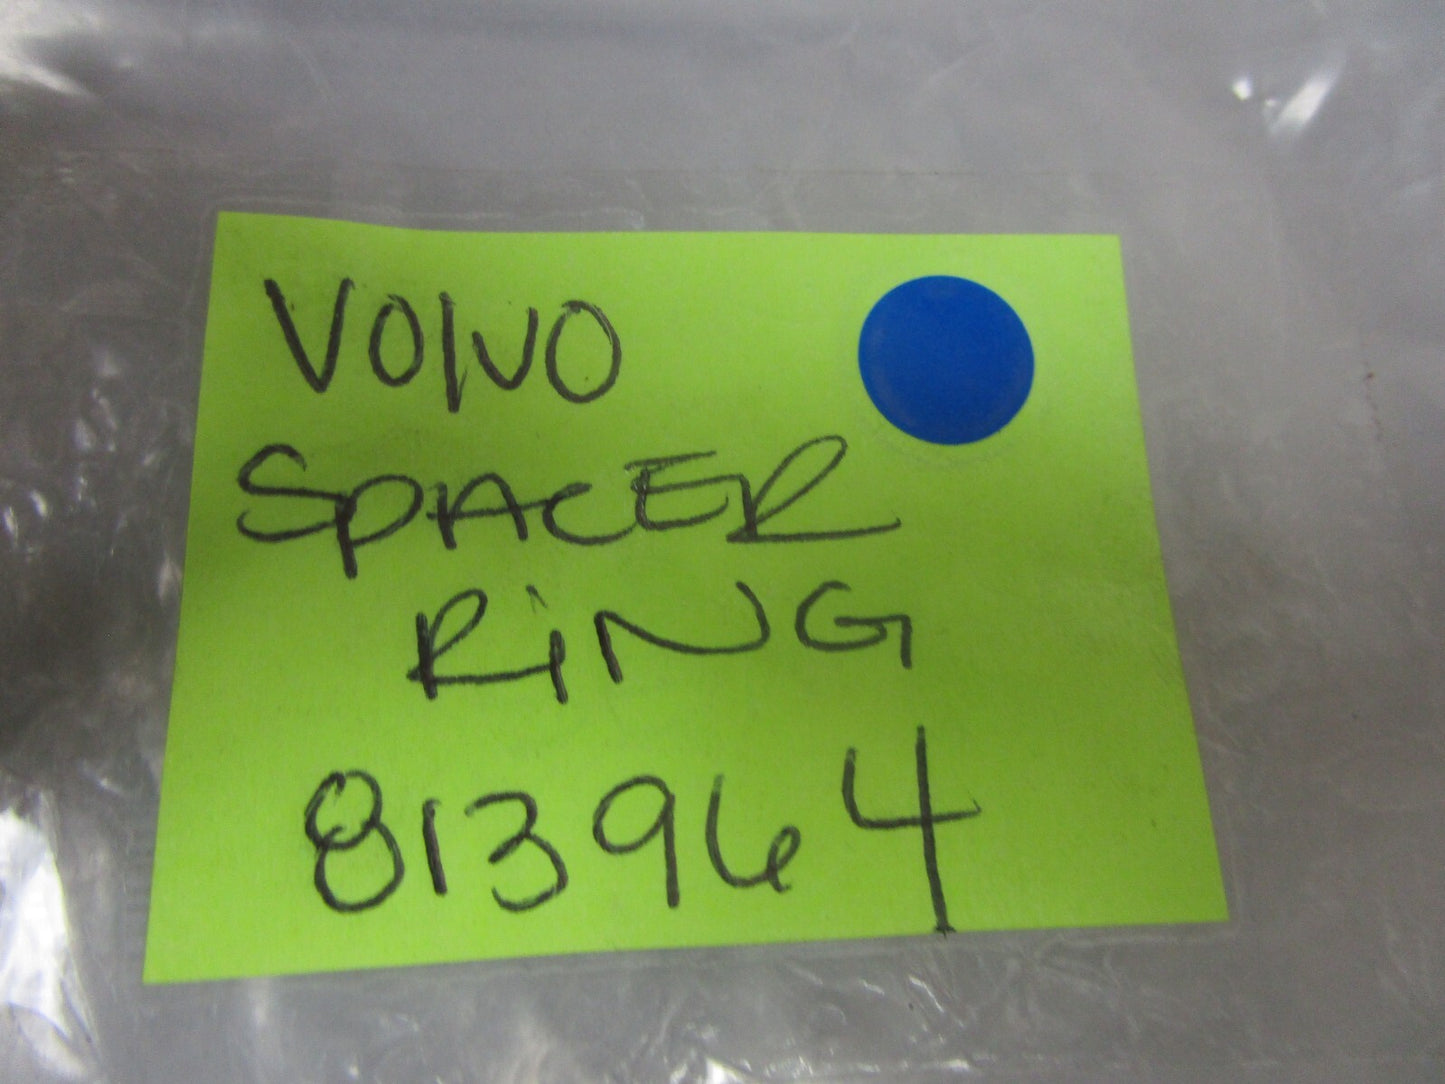 VOLVO
SPACER
RiNG
813964